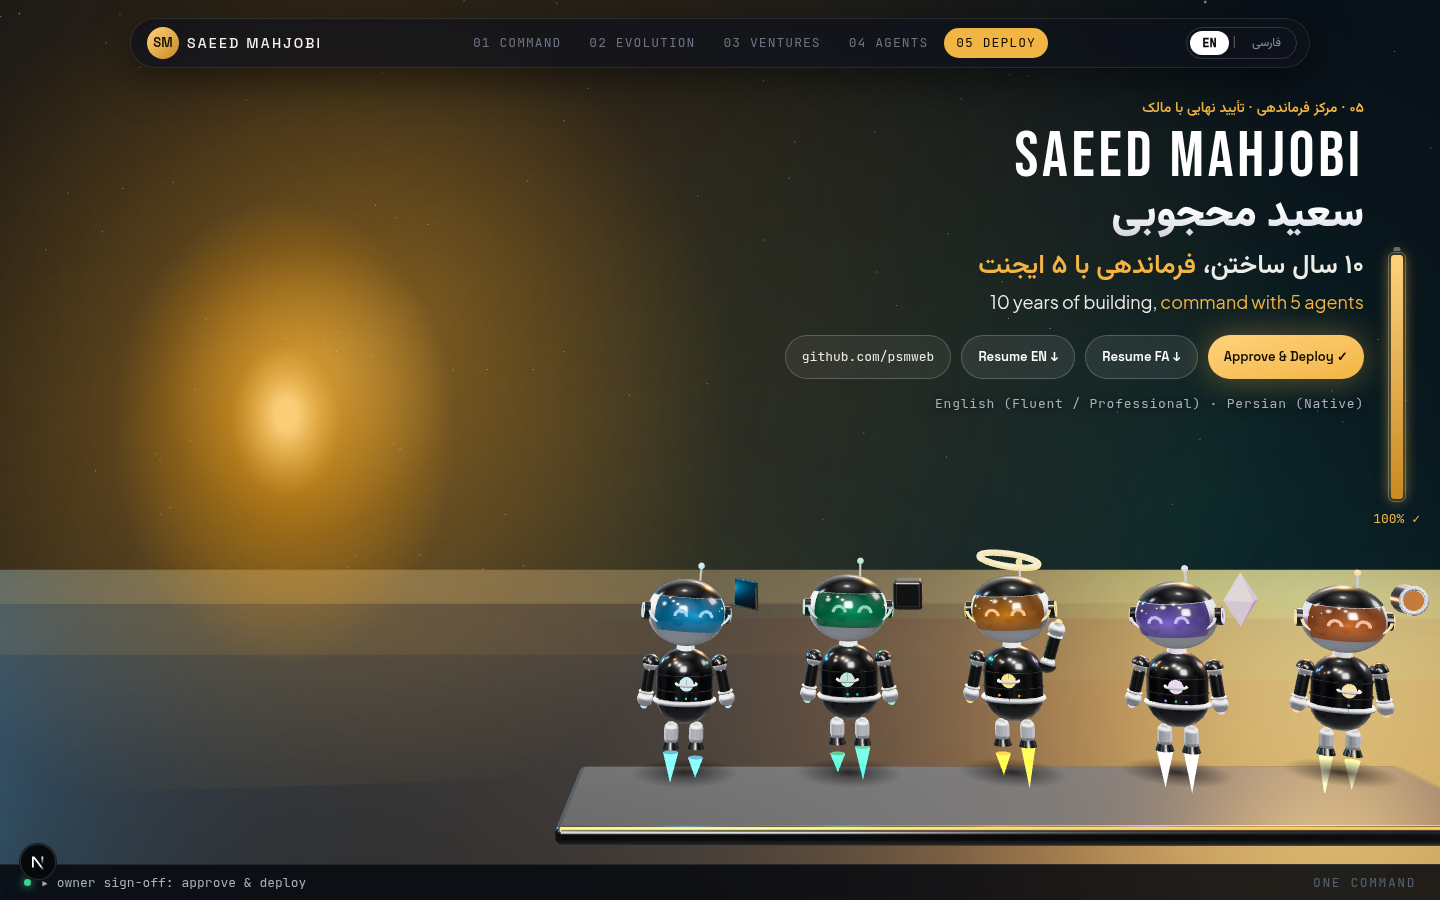 SM SAEED MAHJOBI 01 COMMAND 02 EVOLUTION 03 VENTURES 04 AGENTS 05 DEPLOY EN | فارسی
۰۵ · مرکز فرماندهی · تأیید نهایی با مالک
SAEED MAHJOBI
سعید محجوبی
۱۰ سال ساختن، فرماندهی با ۵ ایجنت
10 years of building, command with 5 agents
github.com/psmweb Resume EN ↓ Resume FA ↓ Approve & Deploy ✓
English (Fluent / Professional) · Persian (Native)
100% ✓
N
▸ owner sign-off: approve & deploy ONE COMMAND